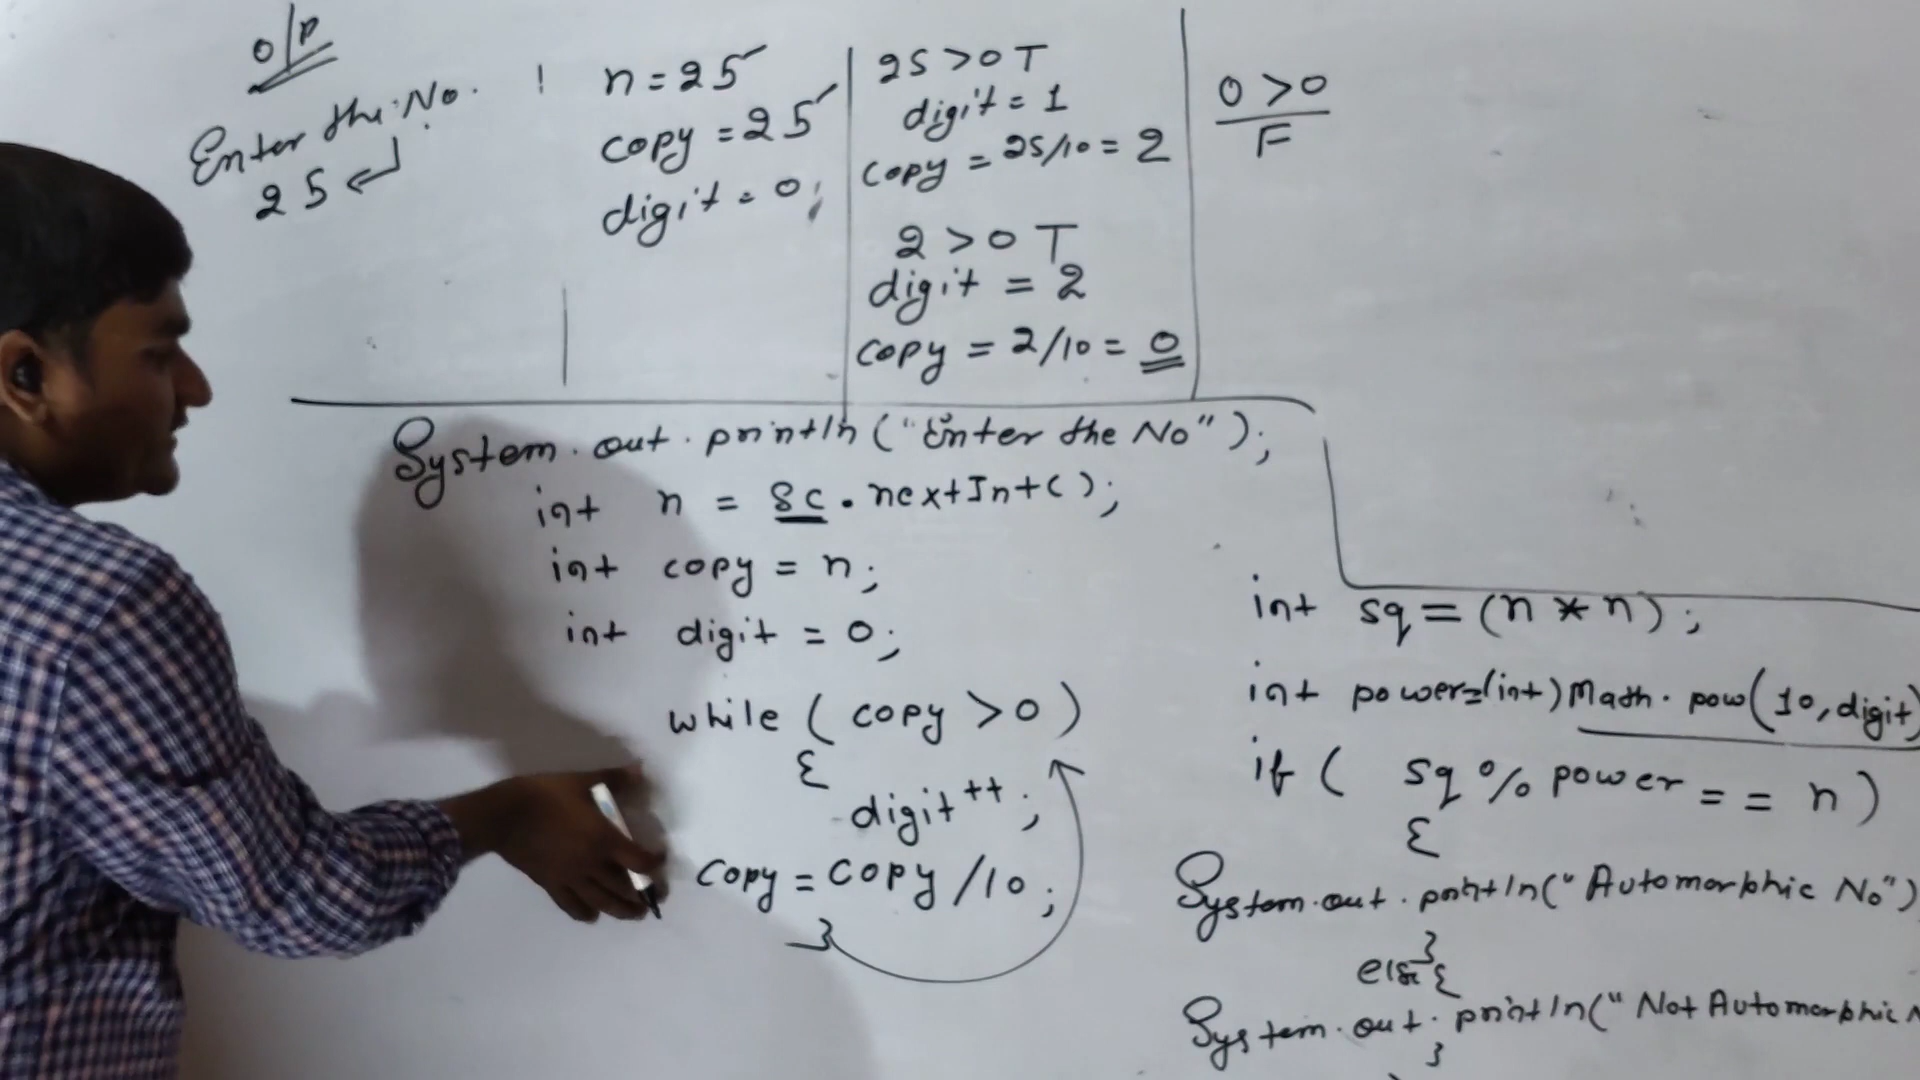 o/p
Enter the No.
25
n = 25
copy = 25
digit = 0;
25 > 0 T
digit = 1
copy = 25/10 = 2
2 > 0 T
digit = 2
copy = 2/10 = 0
0 > 0
F
System.out.println("Enter the No");
int n = sc.nextInt();
int copy = n;
int digit = 0;
while (copy > 0)
{
digit++;
copy = copy/10;
}
int sq = (n * n);
int power=(int)Math.pow(10,digit)
if ( sq % power == n)
{
System.out.println("Automorphic No")
}
else{
System.out.println("Not Automorphic N
}